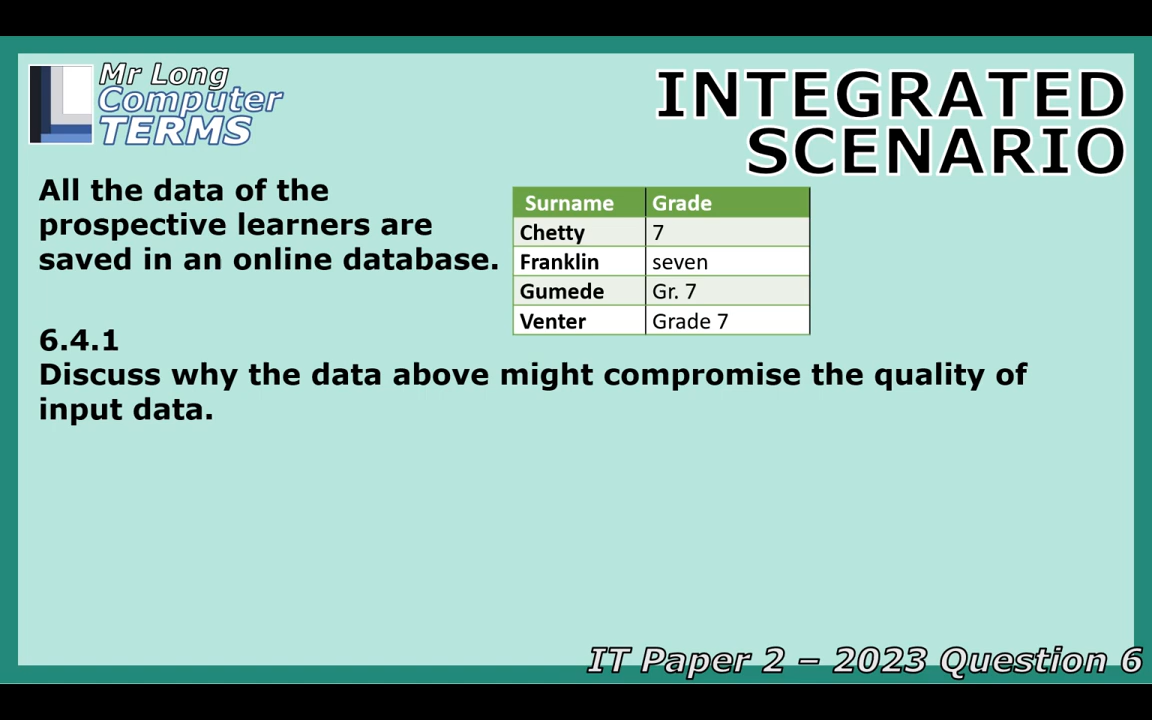 Mr Long
Computer
TERMS
INTEGRATED
SCENARIO
All the data of the
prospective learners are
saved in an online database.
Surname Grade
Chetty 7
Franklin seven
Gumede Gr. 7
Venter Grade 7
6.4.1
Discuss why the data above might compromise the quality of
input data.
IT Paper 2 – 2023 Question 6